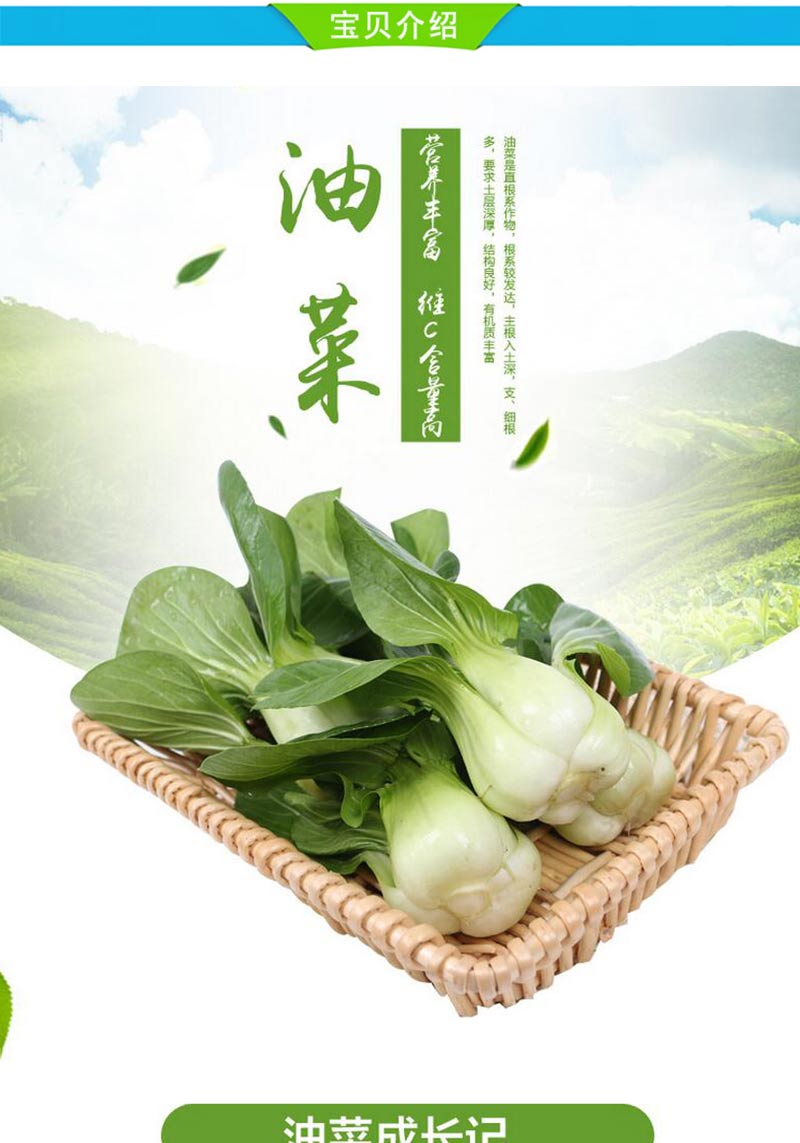 宝贝介绍
油菜
营养丰富 维C含量高
油菜是直根系作物，根系较发达，主根入土深，支、细根
多，要求土层深厚，结构良好，有机质丰富
油菜成长记